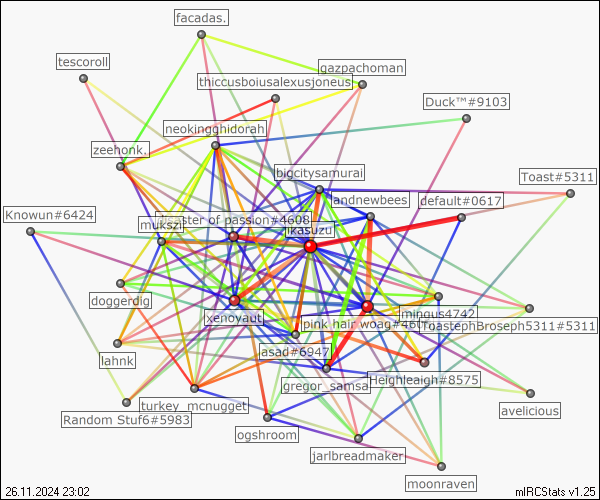 facadas.
tescoroll
gazpachoman
thiccusboiusalexusjoneus
Duck™#9103
neokingghidorah
zeehonk.
bigcitysamurai
Toast#5311
andnewbees
default#0617
Knowun#6424
of passion#4608
mukszi
ikasuzu
doggerdig
mingus4742
xenoyaut
pink hair woag#4605
ToastephBroseph5311#5311
lahnk
asad#6947
Heighleaigh#8575
gregor_samsa
avelicious
turkey_mcnugget
Random Stuf6#5983
ogshroom
jarlbreadmaker
moonraven
26.11.2024 23:02
mIRCStats v1.25